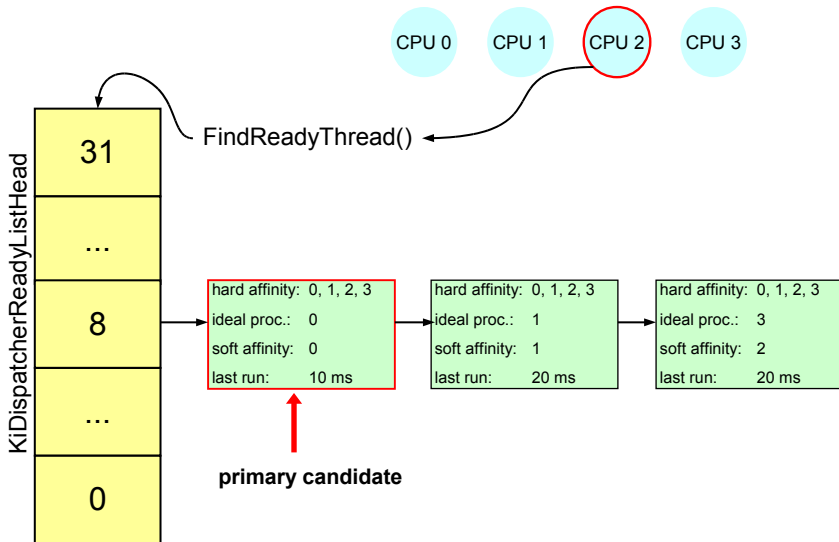 CPU 0 CPU 1 CPU 2 CPU 3
FindReadyThread()
KiDispatcherReadyListHead
31
...
8
...
0
hard affinity: 0, 1, 2, 3
ideal proc.: 0
soft affinity: 0
last run: 10 ms
hard affinity: 0, 1, 2, 3
ideal proc.: 1
soft affinity: 1
last run: 20 ms
hard affinity: 0, 1, 2, 3
ideal proc.: 3
soft affinity: 2
last run: 20 ms
primary candidate